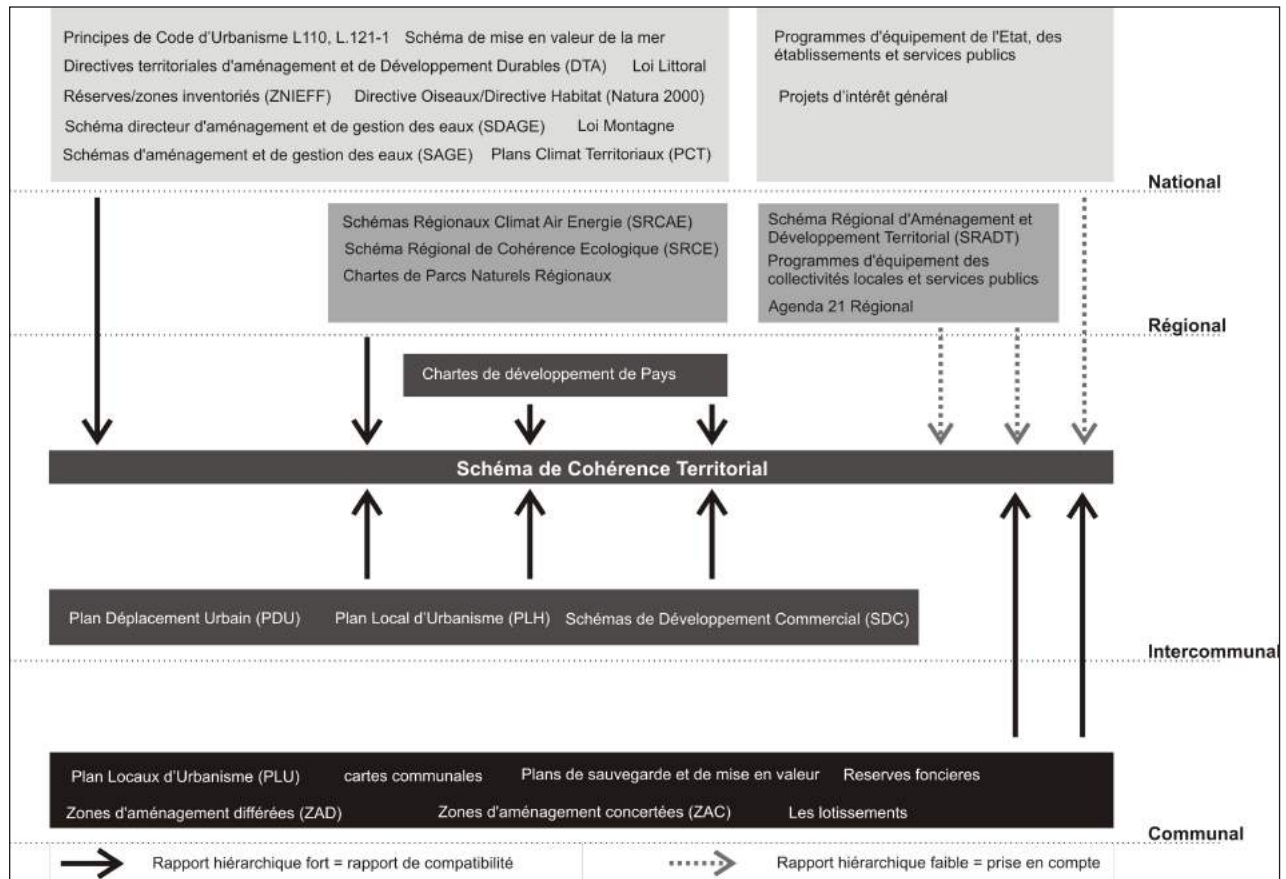 Principes de Code d'Urbanisme L110, L.121-1 Schéma de mise en valeur de la mer
Directives territoriales d'aménagement et de Développement Durables (DTA) Loi Littoral
Réserves/zones inventoriés (ZNIEFF) Directive Oiseaux/Directive Habitat (Natura 2000)
Schéma directeur d'aménagement et de gestion des eaux (SDAGE) Loi Montagne
Schémas d'aménagement et de gestion des eaux (SAGE) Plans Climat Territoriaux (PCT)
Programmes d'équipement de l'Etat, des
établissements et services publics
Projets d'intérêt général
National
Schémas Régionaux Climat Air Energie (SRCAE)
Schéma Régional de Cohérence Ecologique (SRCE)
Chartes de Parcs Naturels Régionaux
Schéma Régional d'Aménagement et
Développement Territorial (SRADT)
Programmes d'équipement des
collectivités locales et services publics
Agenda 21 Régional
Régional
Chartes de développement de Pays
Schéma de Cohérence Territorial
Plan Déplacement Urbain (PDU) Plan Local d'Urbanisme (PLH) Schémas de Développement Commercial (SDC)
Intercommunal
Plan Locaux d'Urbanisme (PLU) cartes communales Plans de sauvegarde et de mise en valeur Reserves foncieres
Zones d'aménagement différées (ZAD) Zones d'aménagement concertées (ZAC) Les lotissements
Communal
Rapport hiérarchique fort = rapport de compatibilité
Rapport hiérarchique faible = prise en compte